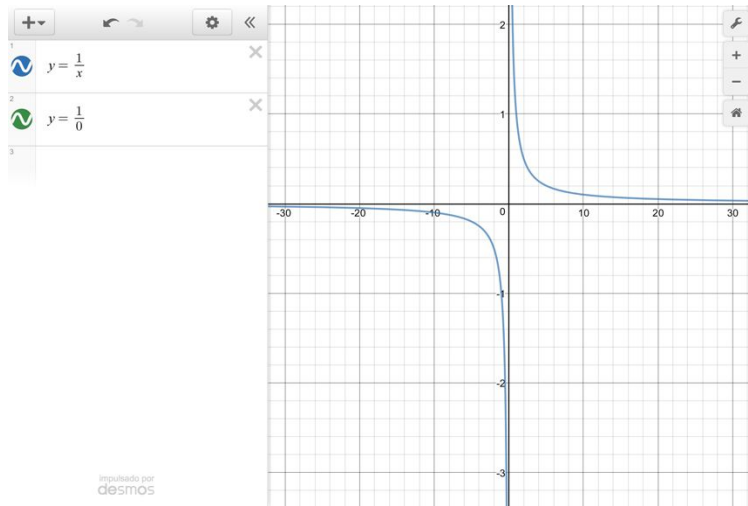 1
y = 1/x
2
y = 1/0
3
impulsado por
desmos
2
1
-30 -20 -10 0 10 20 30
-1
-2
-3